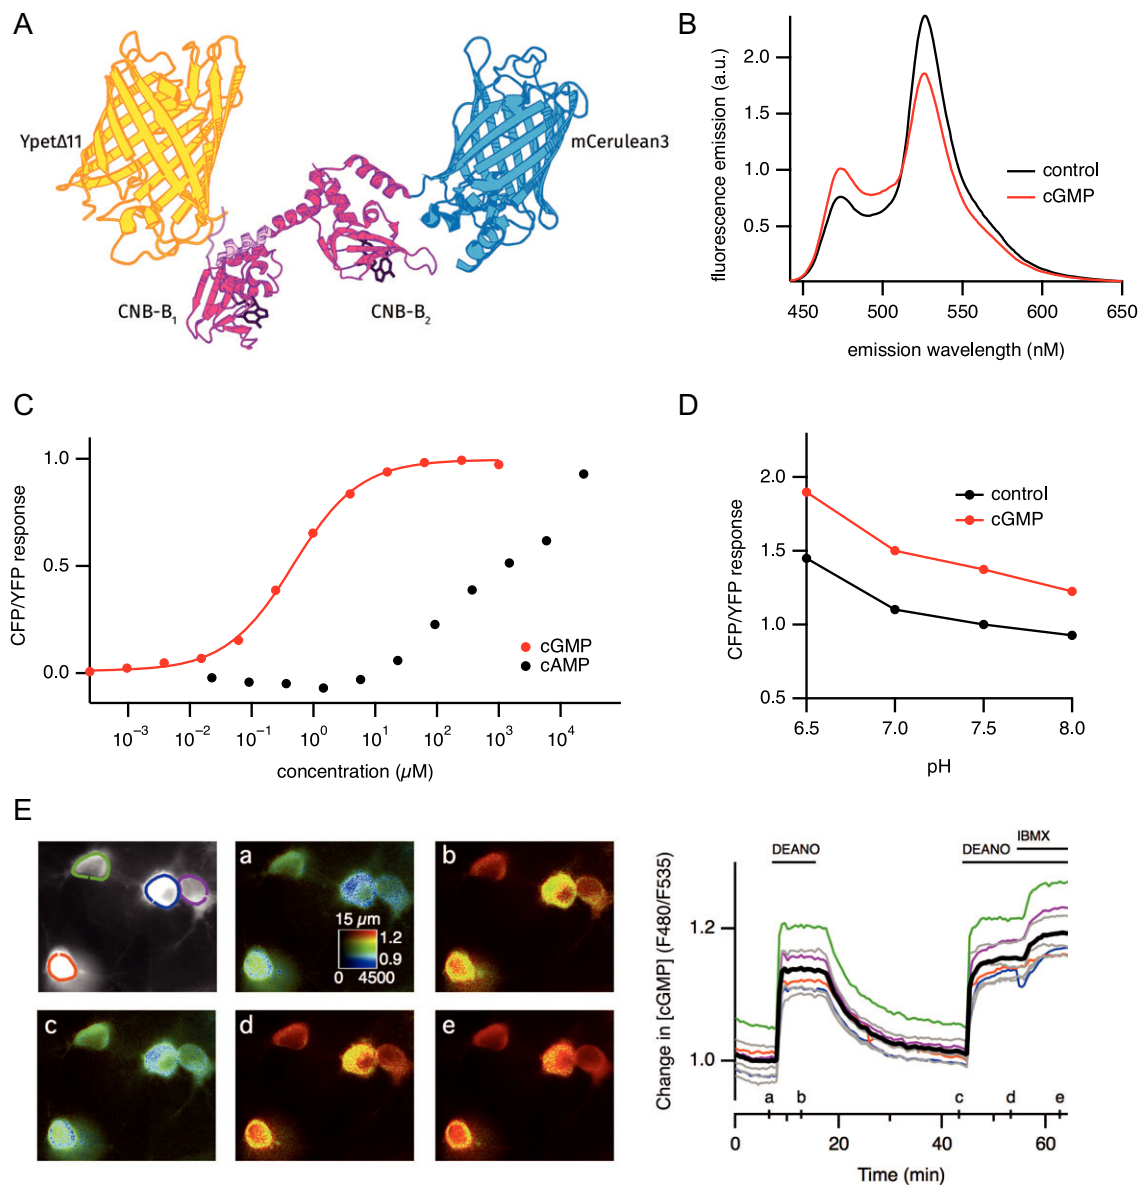 A
YpetΔ11
mCerulean3
CNB-B1
CNB-B2
B
fluorescence emission (a.u.)
2.0
1.5
1.0
0.5
control
cGMP
450 500 550 600 650
emission wavelength (nM)
C
CFP/YFP response
1.0
0.5
0.0
cGMP
cAMP
10−3 10−2 10−1 100 101 102 103 104
concentration (µM)
D
CFP/YFP response
2.0
1.5
1.0
0.5
control
cGMP
6.5 7.0 7.5 8.0
pH
E
a
15 µm
1.2
0.9
0 4500
b
c
d
e
Change in [cGMP] (F480/F535)
IBMX
DEANO DEANO
1.2
1.0
a b c d e
0 20 40 60
Time (min)